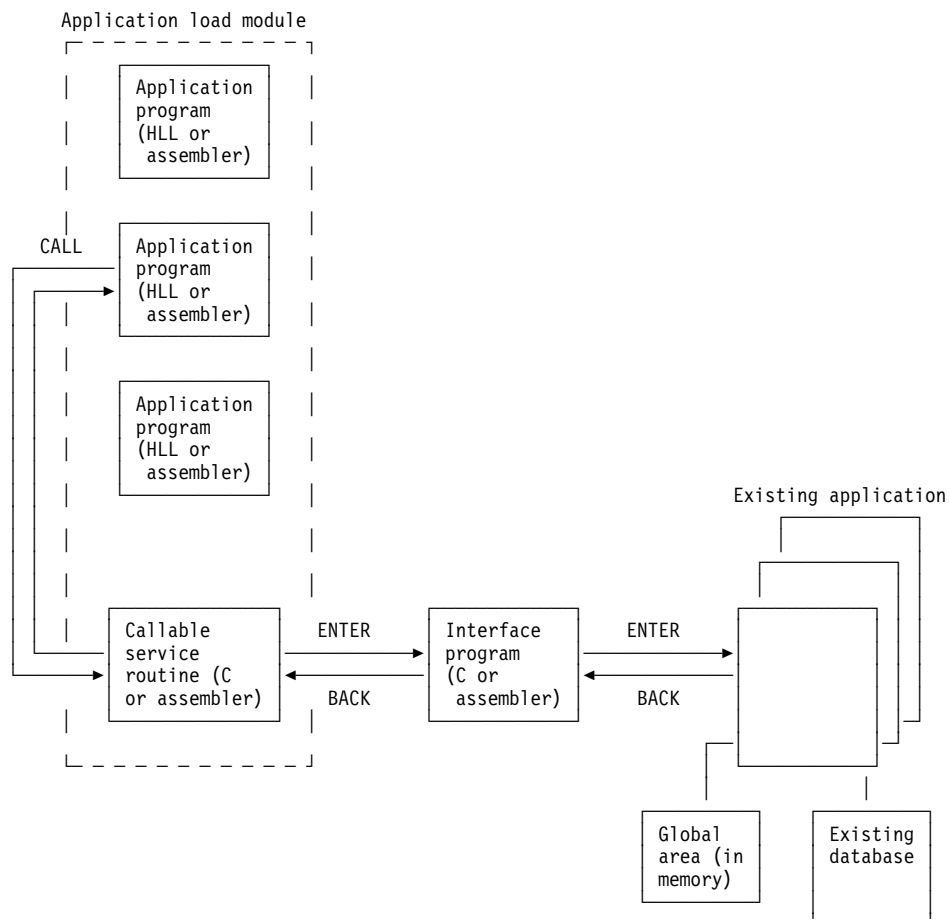 Application load module
Application
program
(HLL or
assembler)
CALL
Application
program
(HLL or
assembler)
Application
program
(HLL or
assembler)
Existing application
Callable
service
routine (C
or assembler)
ENTER
BACK
Interface
program
(C or
assembler)
ENTER
BACK
Global
area (in
memory)
Existing
database